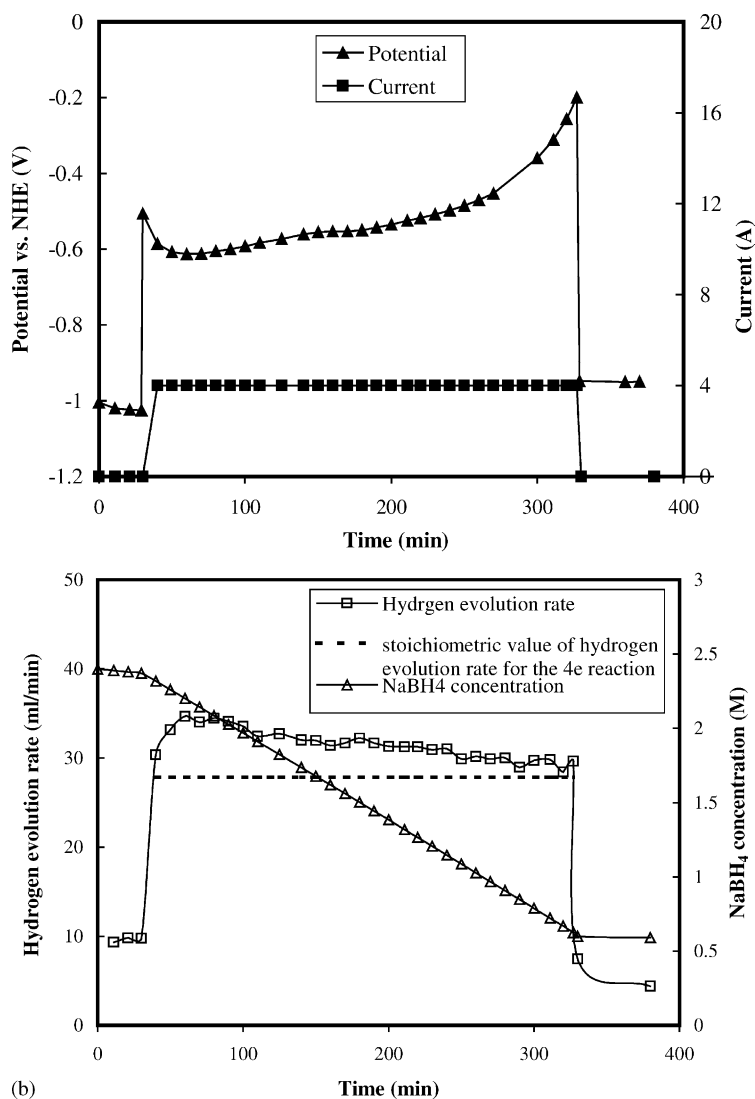 0
20
Potential
Current
-0.2
16
-0.4
12
-0.6
8
-0.8
4
-1
0
-1.2
0
100
200
300
400
Potential vs. NHE (V)
Current (A)
Time (min)
50
3
Hydrgen evolution rate
stoichiometric value of hydrogen
evolution rate for the 4e reaction
NaBH4 concentration
40
2.5
2
30
1.5
20
1
10
0.5
0
0
0
100
200
300
400
Hydrogen evolution rate (ml/min)
NaBH4 concentration (M)
(b)
Time (min)